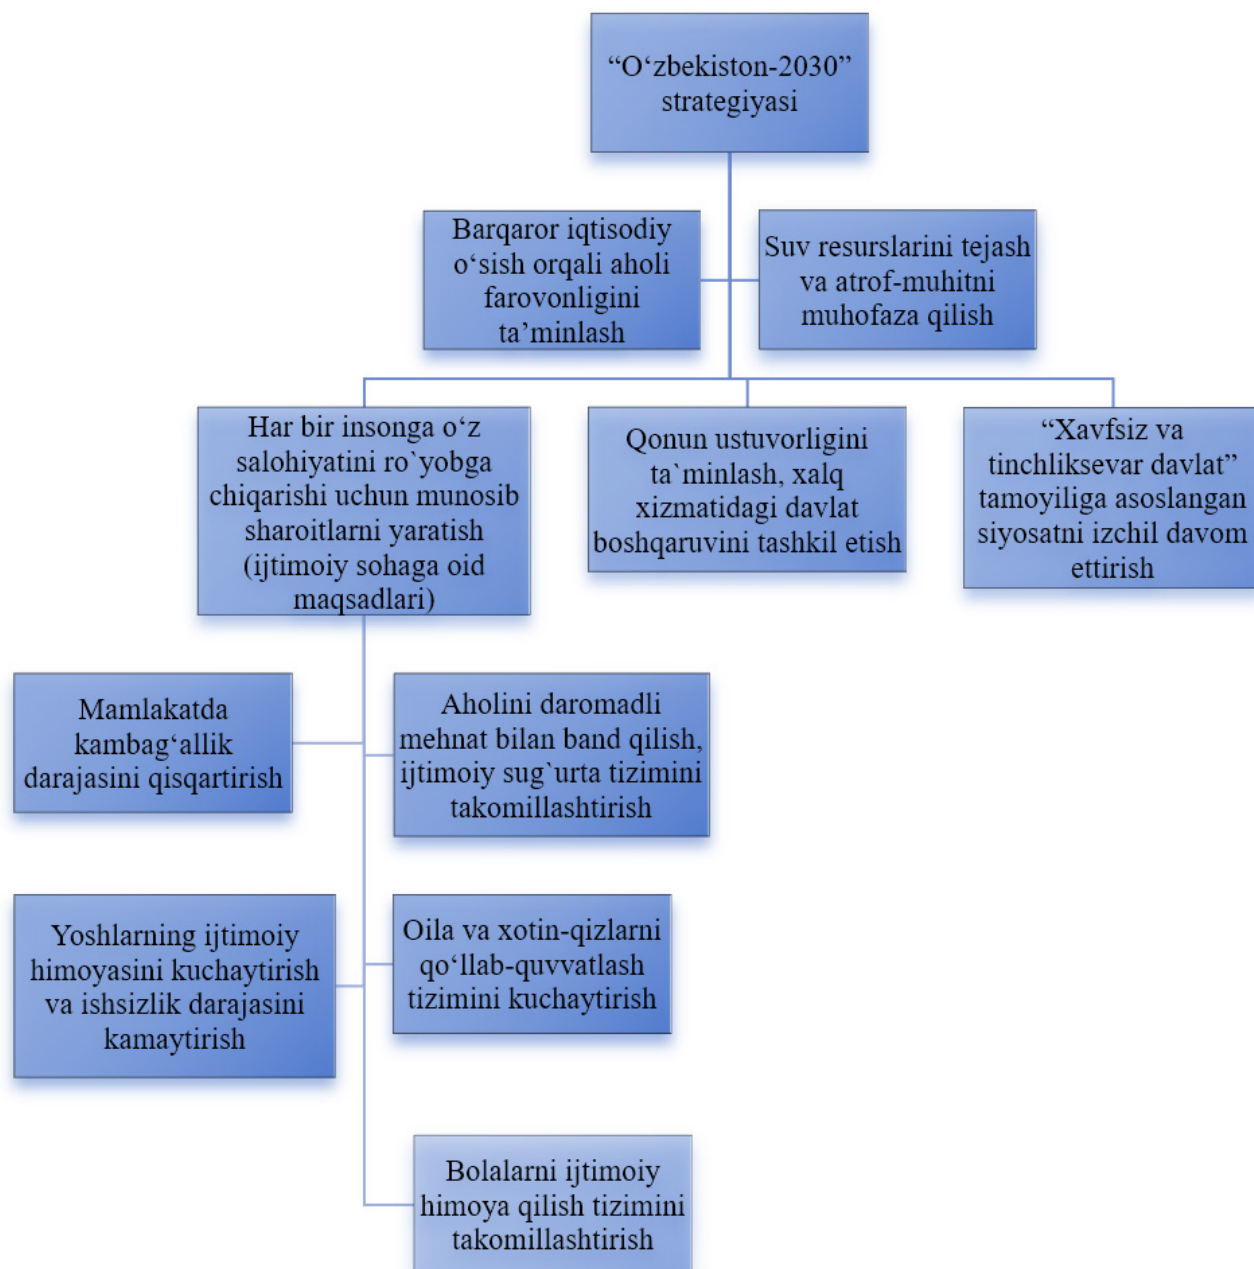 “O‘zbekiston-2030”
strategiyasi
Barqaror iqtisodiy
o‘sish orqali aholi
farovonligini
ta’minlash
Suv resurslarini tejash
va atrof-muhitni
muhofaza qilish
Har bir insonga o‘z
salohiyatini ro`yobga
chiqarishi uchun munosib
sharoitlarni yaratish
(ijtimoiy sohaga oid
maqsadlari)
Qonun ustuvorligini
ta`minlash, xalq
xizmatidagi davlat
boshqaruvini tashkil etish
“Xavfsiz va
tinchliksevar davlat”
tamoyiliga asoslangan
siyosatni izchil davom
ettirish
Mamlakatda
kambag‘allik
darajasini qisqartirish
Aholini daromadli
mehnat bilan band qilish,
ijtimoiy sug`urta tizimini
takomillashtirish
Yoshlarning ijtimoiy
himoyasini kuchaytirish
va ishsizlik darajasini
kamaytirish
Oila va xotin-qizlarni
qo‘llab-quvvatlash
tizimini kuchaytirish
Bolalarni ijtimoiy
himoya qilish tizimini
takomillashtirish